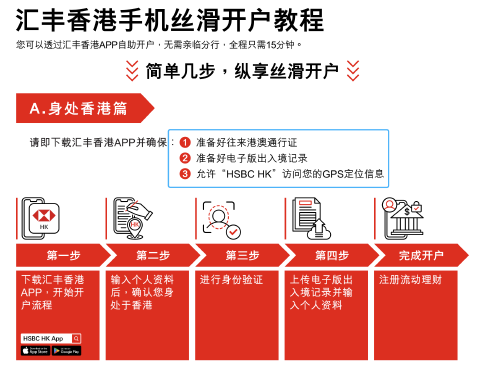 汇丰香港手机丝滑开户教程
您可以透过汇丰香港APP自助开户，无需亲临分行，全程只需15分钟。
简单几步，纵享丝滑开户
A.身处香港篇
请即下载汇丰香港APP并确保：
1 准备好往来港澳通行证
2 准备好电子版出入境记录
3 允许“HSBC HK”访问您的GPS定位信息
HK
HK
第一步
第二步
第三步
第四步
完成开户
下载汇丰香港
APP，开始开
户流程
HSBC HK App
App Store
Google Play
输入个人资料
后，确认您身
处于香港
进行身份验证
上传电子版出
入境记录并输
入个人资料
注册流动理财